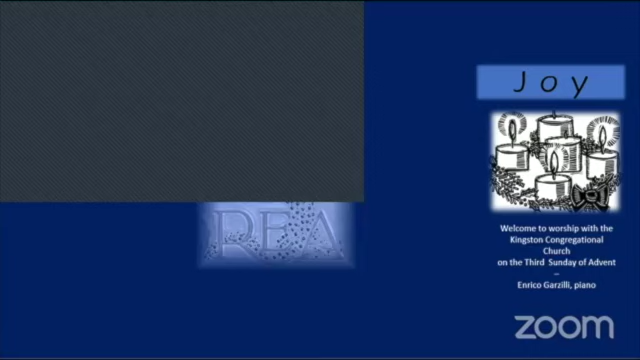 Joy
REA
Welcome to worship with the
Kingston Congregational
Church
on the Third Sunday of Advent
–
Enrico Garzilli, piano
zoom